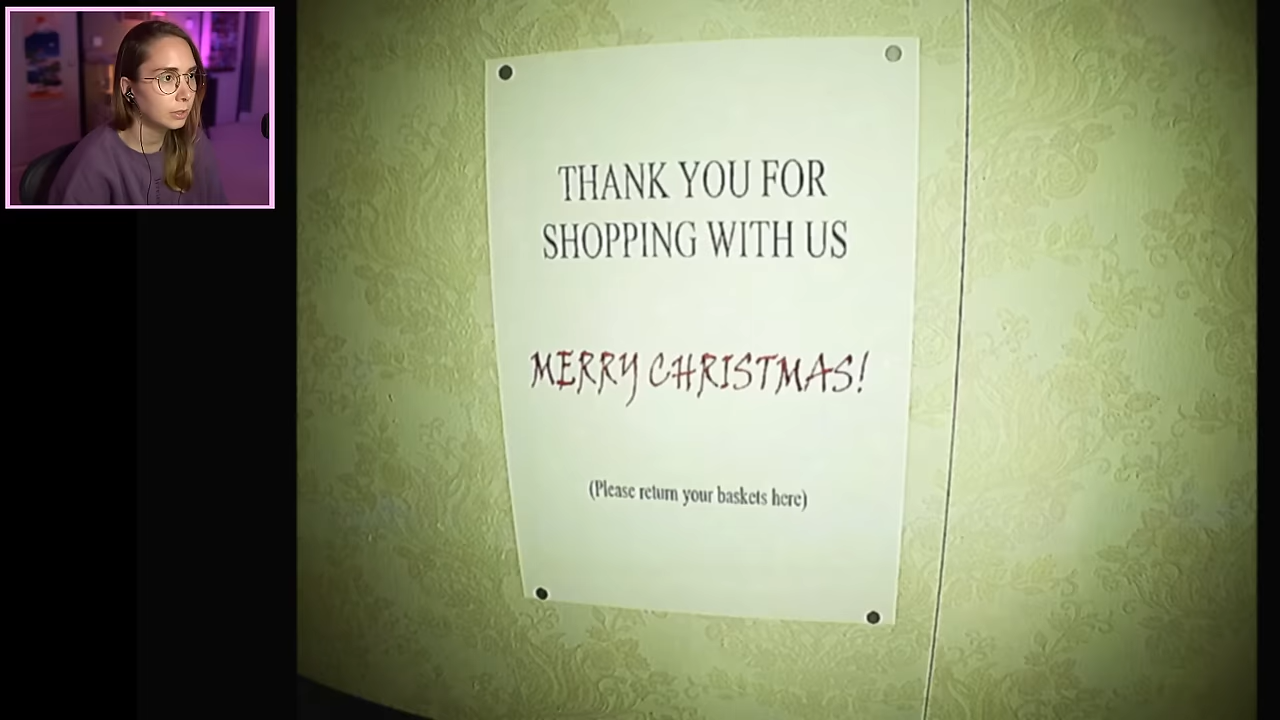 THANK YOU FOR
SHOPPING WITH US
MERRY CHRISTMAS!
(Please return your baskets here)